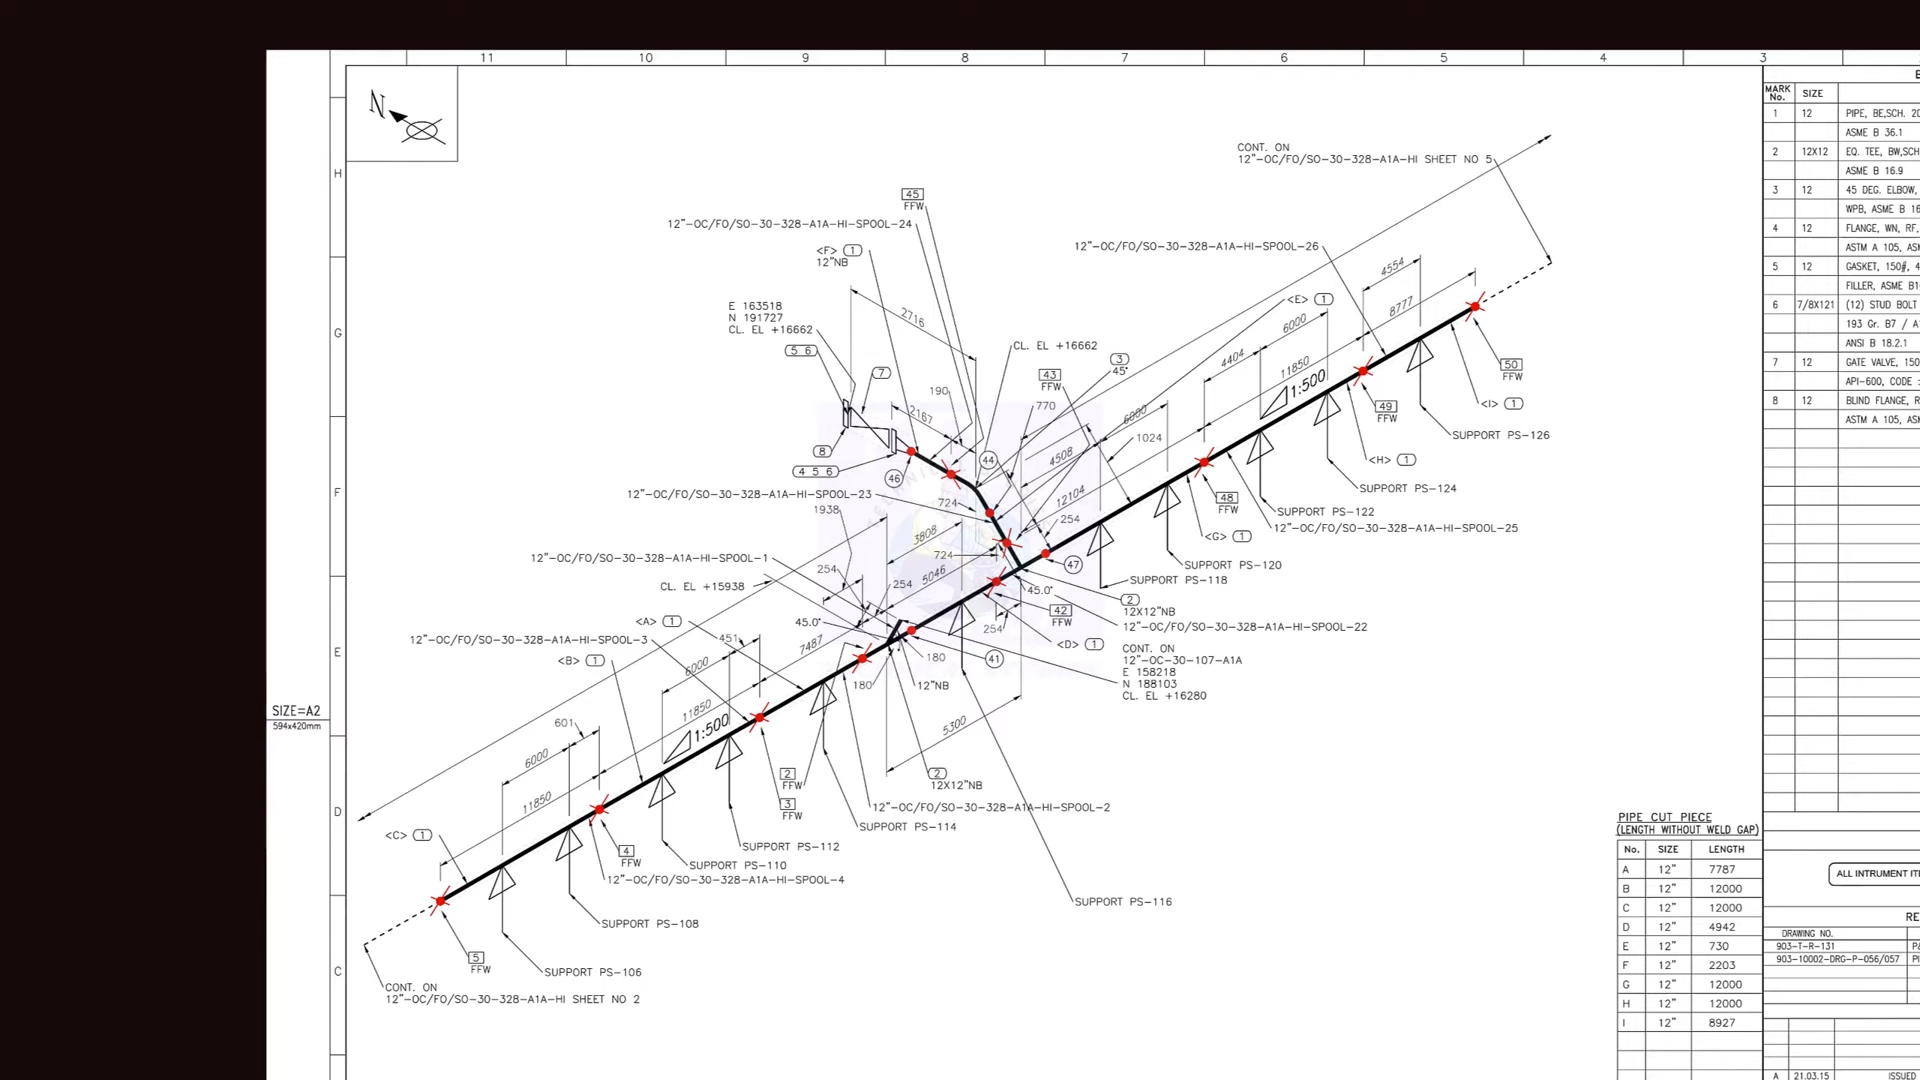 11 10 9 8 7 6 5 4 3
N
H
G
F
E
D
C
SIZE=A2
594x420mm
CONT. ON
12"-OC/FO/SO-30-328-A1A-HI SHEET NO 5
45
FFW
12"-OC/FO/SO-30-328-A1A-HI-SPOOL-24
<F> 1
12"NB
12"-OC/FO/SO-30-328-A1A-HI-SPOOL-26
4554
8777
<E> 1
6000
2716
E 163518
N 191727
CL. EL +16662
5 6
7
CL. EL +16662
3
45°
43
FFW
4404
11850
1:500
50
FFW
190
2167
770
6000
1024
49
FFW
<I> 1
8
4 5 6
44
4508
SUPPORT PS-126
46
<H> 1
12"-OC/FO/SO-30-328-A1A-HI-SPOOL-23
1938
724
12104
254
48
FFW
SUPPORT PS-124
SUPPORT PS-122
12"-OC/FO/SO-30-328-A1A-HI-SPOOL-25
3808
<G> 1
12"-OC/FO/SO-30-328-A1A-HI-SPOOL-1
724
47
SUPPORT PS-120
254
254
5046
SUPPORT PS-118
CL. EL +15938
45.0°
2
12X12"NB
42
FFW
12"-OC/FO/SO-30-328-A1A-HI-SPOOL-22
<A> 1
45.0°
254
<D> 1
12"-OC/FO/SO-30-328-A1A-HI-SPOOL-3
451
7487
180
41
CONT. ON
12"-OC-30-107-A1A
E 158218
N 188103
CL. EL +16280
<B> 1
6000
180
12"NB
11850
1:500
601
5300
6000
2
FFW
2
12X12"NB
3
FFW
12"-OC/FO/SO-30-328-A1A-HI-SPOOL-2
SUPPORT PS-114
11850
<C> 1
SUPPORT PS-112
4
FFW
SUPPORT PS-110
12"-OC/FO/SO-30-328-A1A-HI-SPOOL-4
SUPPORT PS-116
SUPPORT PS-108
5
FFW
SUPPORT PS-106
CONT. ON
12"-OC/FO/SO-30-328-A1A-HI SHEET NO 2
MARK No. SIZE
1 12 PIPE, BE,SCH. 20
ASME B 36.1
2 12X12 EQ. TEE, BW,SCH
ASME B 16.9
3 12 45 DEG. ELBOW,
WPB, ASME B 16
4 12 FLANGE, WN, RF,
ASTM A 105,
5 12 GASKET, 150#, 4
FILLER, ASME
6 7/8X121 (12) STUD BOLT
193 Gr. B7 /
ANSI B 18.2.1
7 12 GATE VALVE, 150
API-600, CODE
8 12 BLIND FLANGE, R
ASTM A 105,
PIPE CUT PIECE
(LENGTH WITHOUT WELD GAP)
No. SIZE LENGTH
A 12" 7787
B 12" 12000
C 12" 12000
D 12" 4942
E 12" 730
F 12" 2203
G 12" 12000
H 12" 12000
I 12" 8927
ALL INTRUMENT
RE
DRAWING NO.
903-T-R-131
903-10002-DRG-P-056/057
A 21.03.15 ISSUED